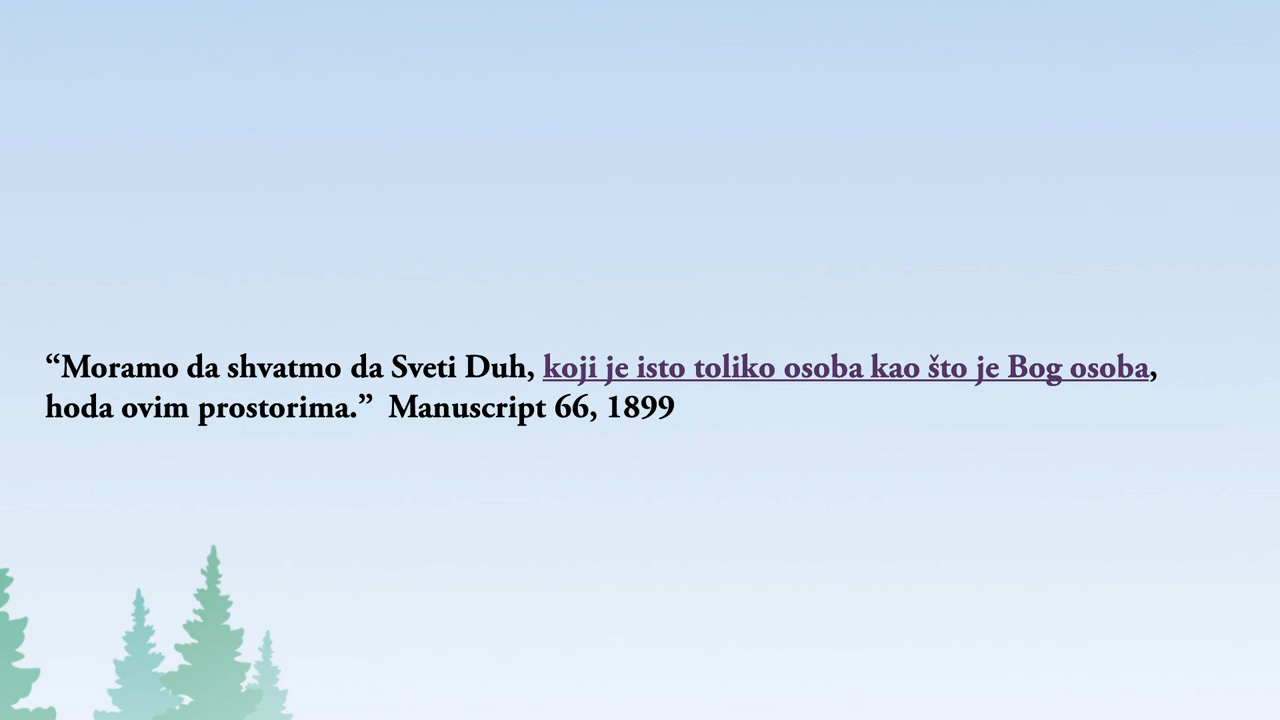 “Moramo da shvatmo da Sveti Duh, koji je isto toliko osoba kao što je Bog osoba,
hoda ovim prostorima.”  Manuscript 66, 1899